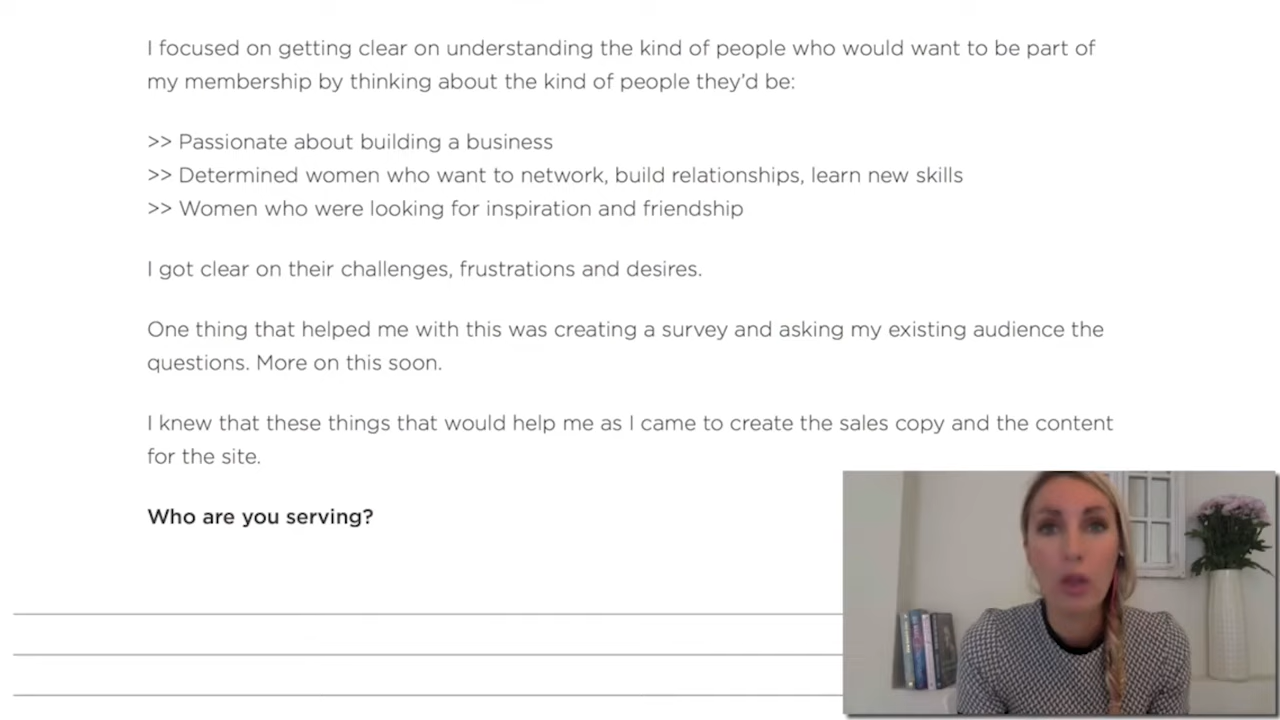 I focused on getting clear on understanding the kind of people who would want to be part of
my membership by thinking about the kind of people they’d be:
>> Passionate about building a business
>> Determined women who want to network, build relationships, learn new skills
>> Women who were looking for inspiration and friendship
I got clear on their challenges, frustrations and desires.
One thing that helped me with this was creating a survey and asking my existing audience the
questions. More on this soon.
I knew that these things that would help me as I came to create the sales copy and the content
for the site.
Who are you serving?